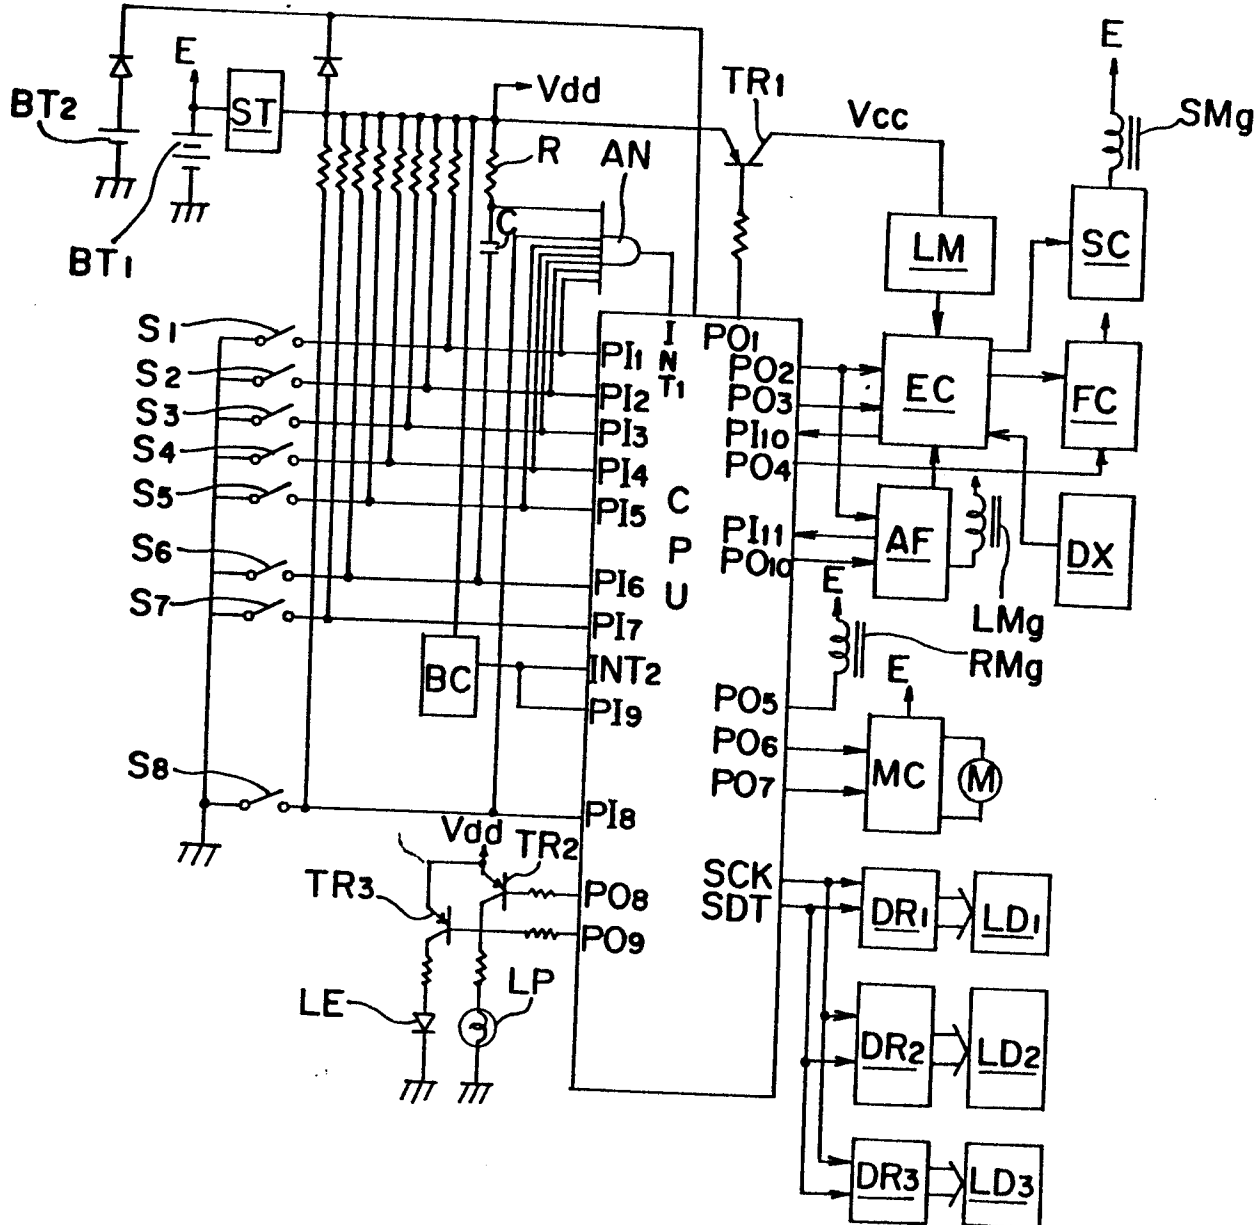 E
E
BT2
ST
Vdd
TR1
Vcc
SMg
R
AN
C
BT1
LM
SC
S1
S2
S3
S4
S5
S6
S7
S8
PI1
PI2
PI3
PI4
PI5
PI6
PI7
INT2
PI9
PI8
INT1
CPU
PO1
PO2
PO3
PI10
PO4
PI11
PO10
EC
FC
AF
DX
LMg
E
RMg
E
BC
PO5
PO6
PO7
MC
M
Vdd
TR2
TR3
PO8
PO9
SCK
SDT
LE
LP
DR1
LD1
DR2
LD2
DR3
LD3